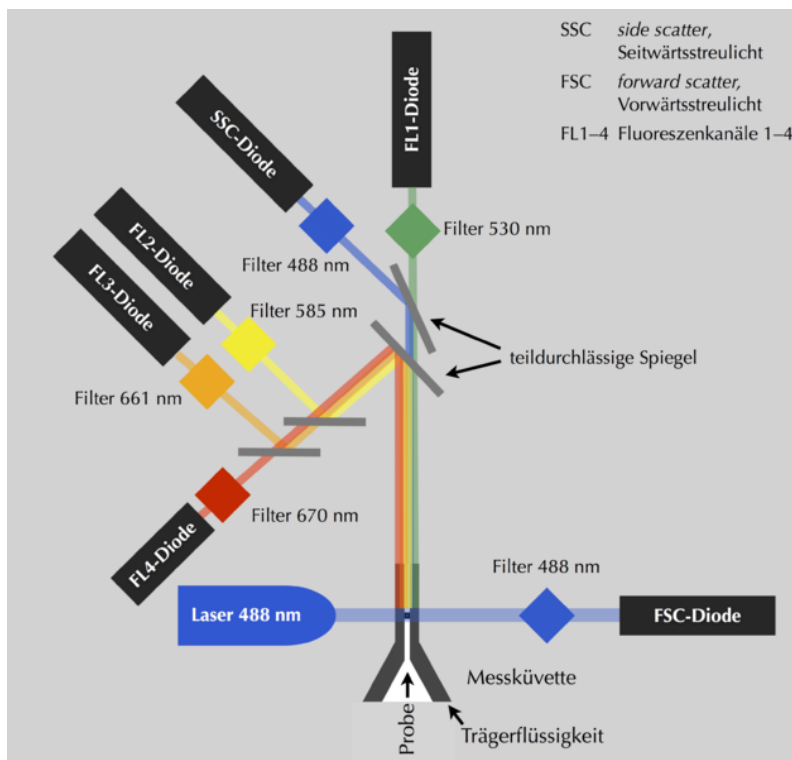 SSC side scatter,
Seitwärtsstreulicht
FSC forward scatter,
Vorwärtsstreulicht
FL1–4 Fluoreszenkanäle 1–4
FL1-Diode
SSC-Diode
Filter 530 nm
Filter 488 nm
FL2-Diode
FL3-Diode
Filter 585 nm
teildurchlässige Spiegel
Filter 661 nm
Filter 670 nm
FL4-Diode
Filter 488 nm
Laser 488 nm
FSC-Diode
Messküvette
Probe
Trägerflüssigkeit